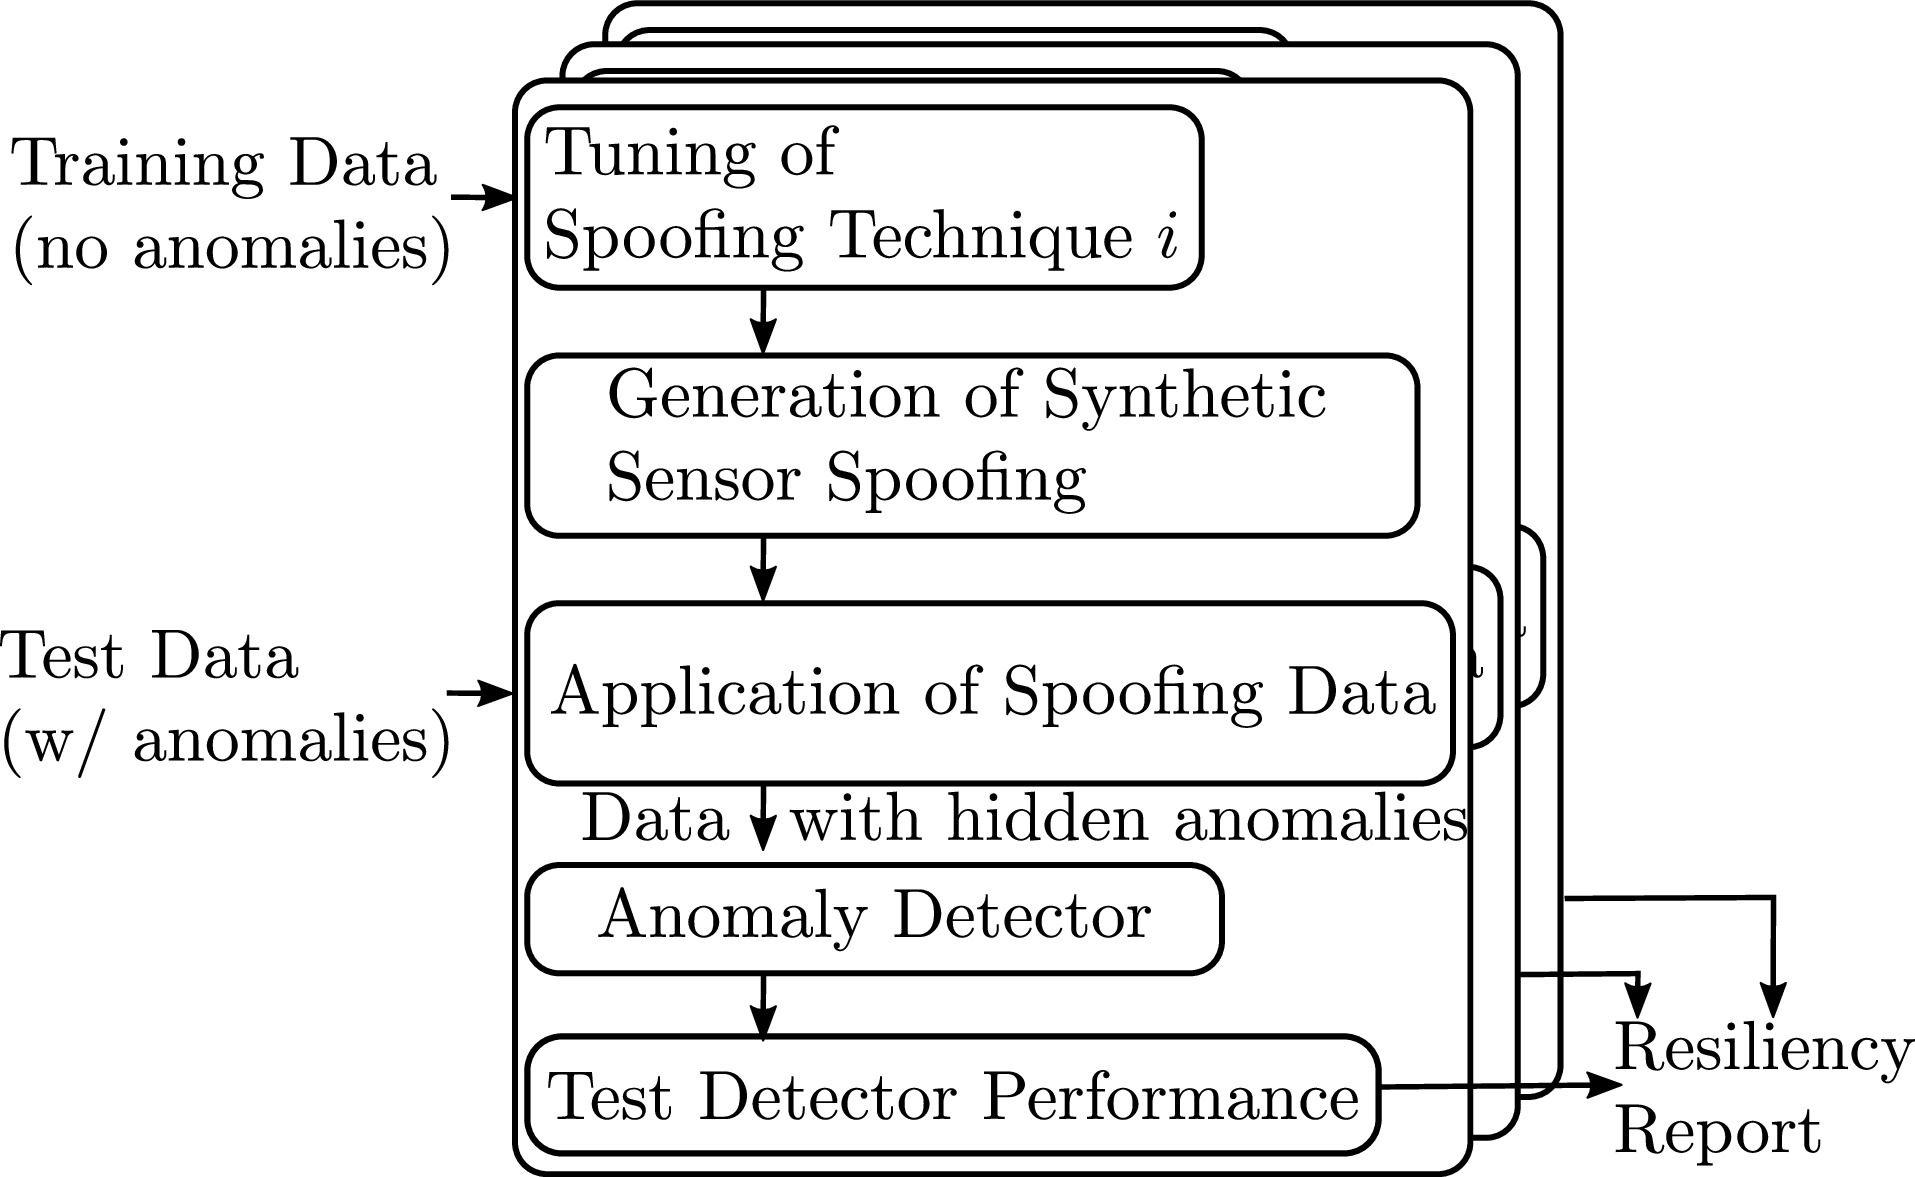 Training Data
(no anomalies)
Tuning of
Spoofing Technique i
Generation of Synthetic
Sensor Spoofing
Test Data
(w/ anomalies)
Application of Spoofing Data
Data with hidden anomalies
Anomaly Detector
Test Detector Performance
Resiliency
Report